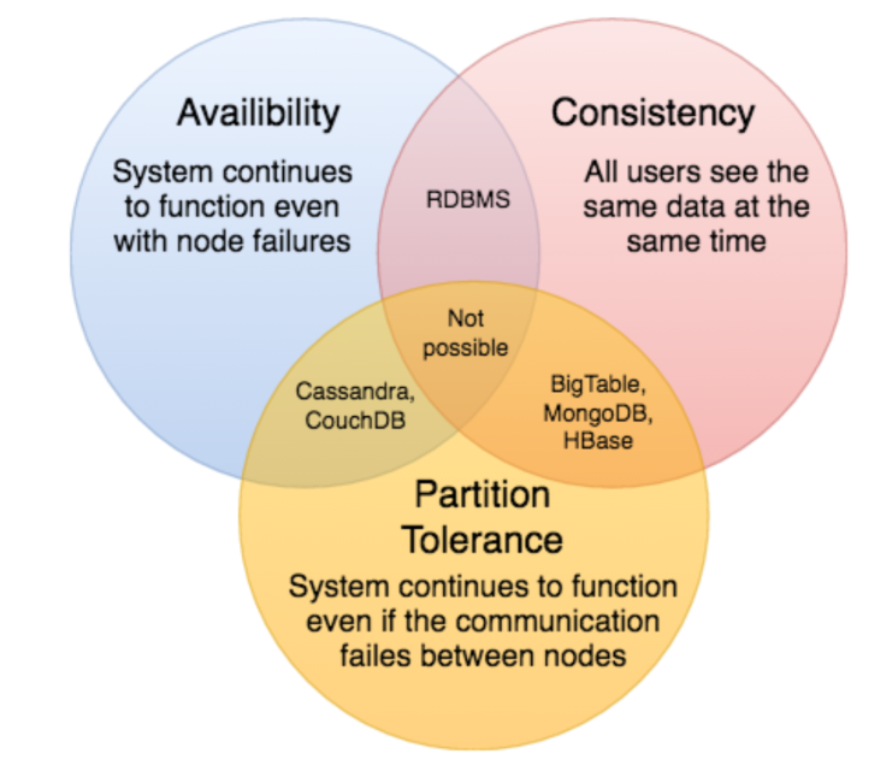 Availibility
System continues
to function even
with node failures
Consistency
All users see the
same data at the
same time
RDBMS
Not
possible
Cassandra,
CouchDB
BigTable,
MongoDB,
HBase
Partition
Tolerance
System continues to function
even if the communication
failes between nodes